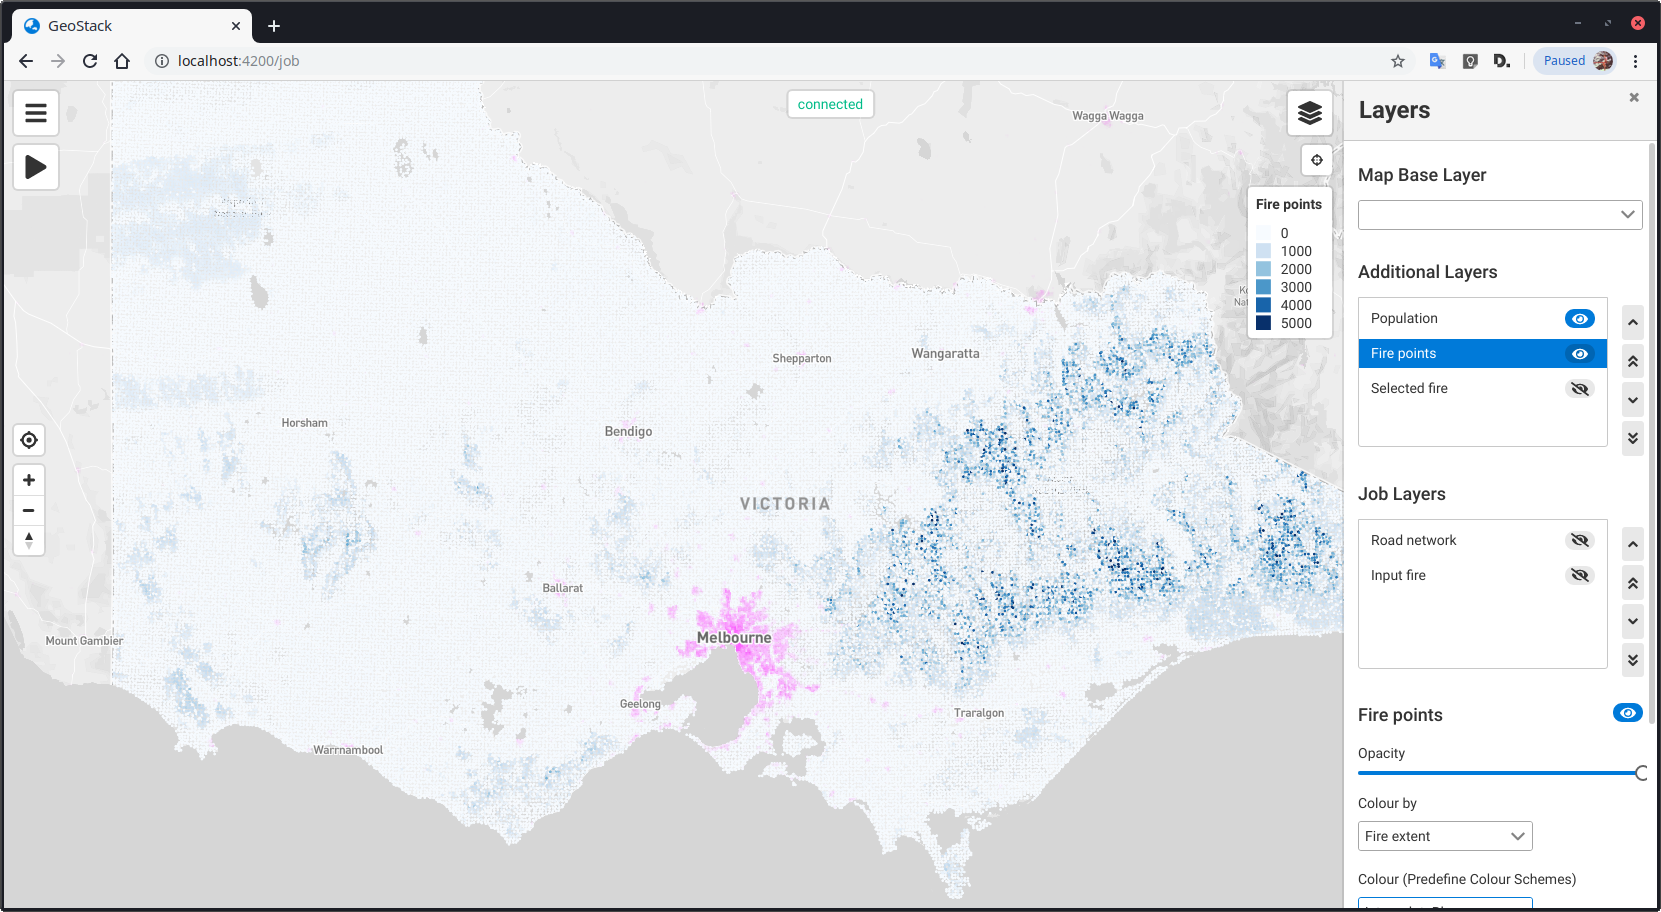 GeoStack
localhost:4200/job
Paused
connected
Wagga Wagga
Fire points
0
1000
2000
3000
4000
5000
Shepparton
Wangaratta
Horsham
Bendigo
VICTORIA
Ballarat
Melbourne
Mount Gambier
Geelong
Traralgon
Warrnambool
Layers
Map Base Layer
Additional Layers
Population
Fire points
Selected fire
Job Layers
Road network
Input fire
Fire points
Opacity
Colour by
Fire extent
Colour (Predefine Colour Schemes)